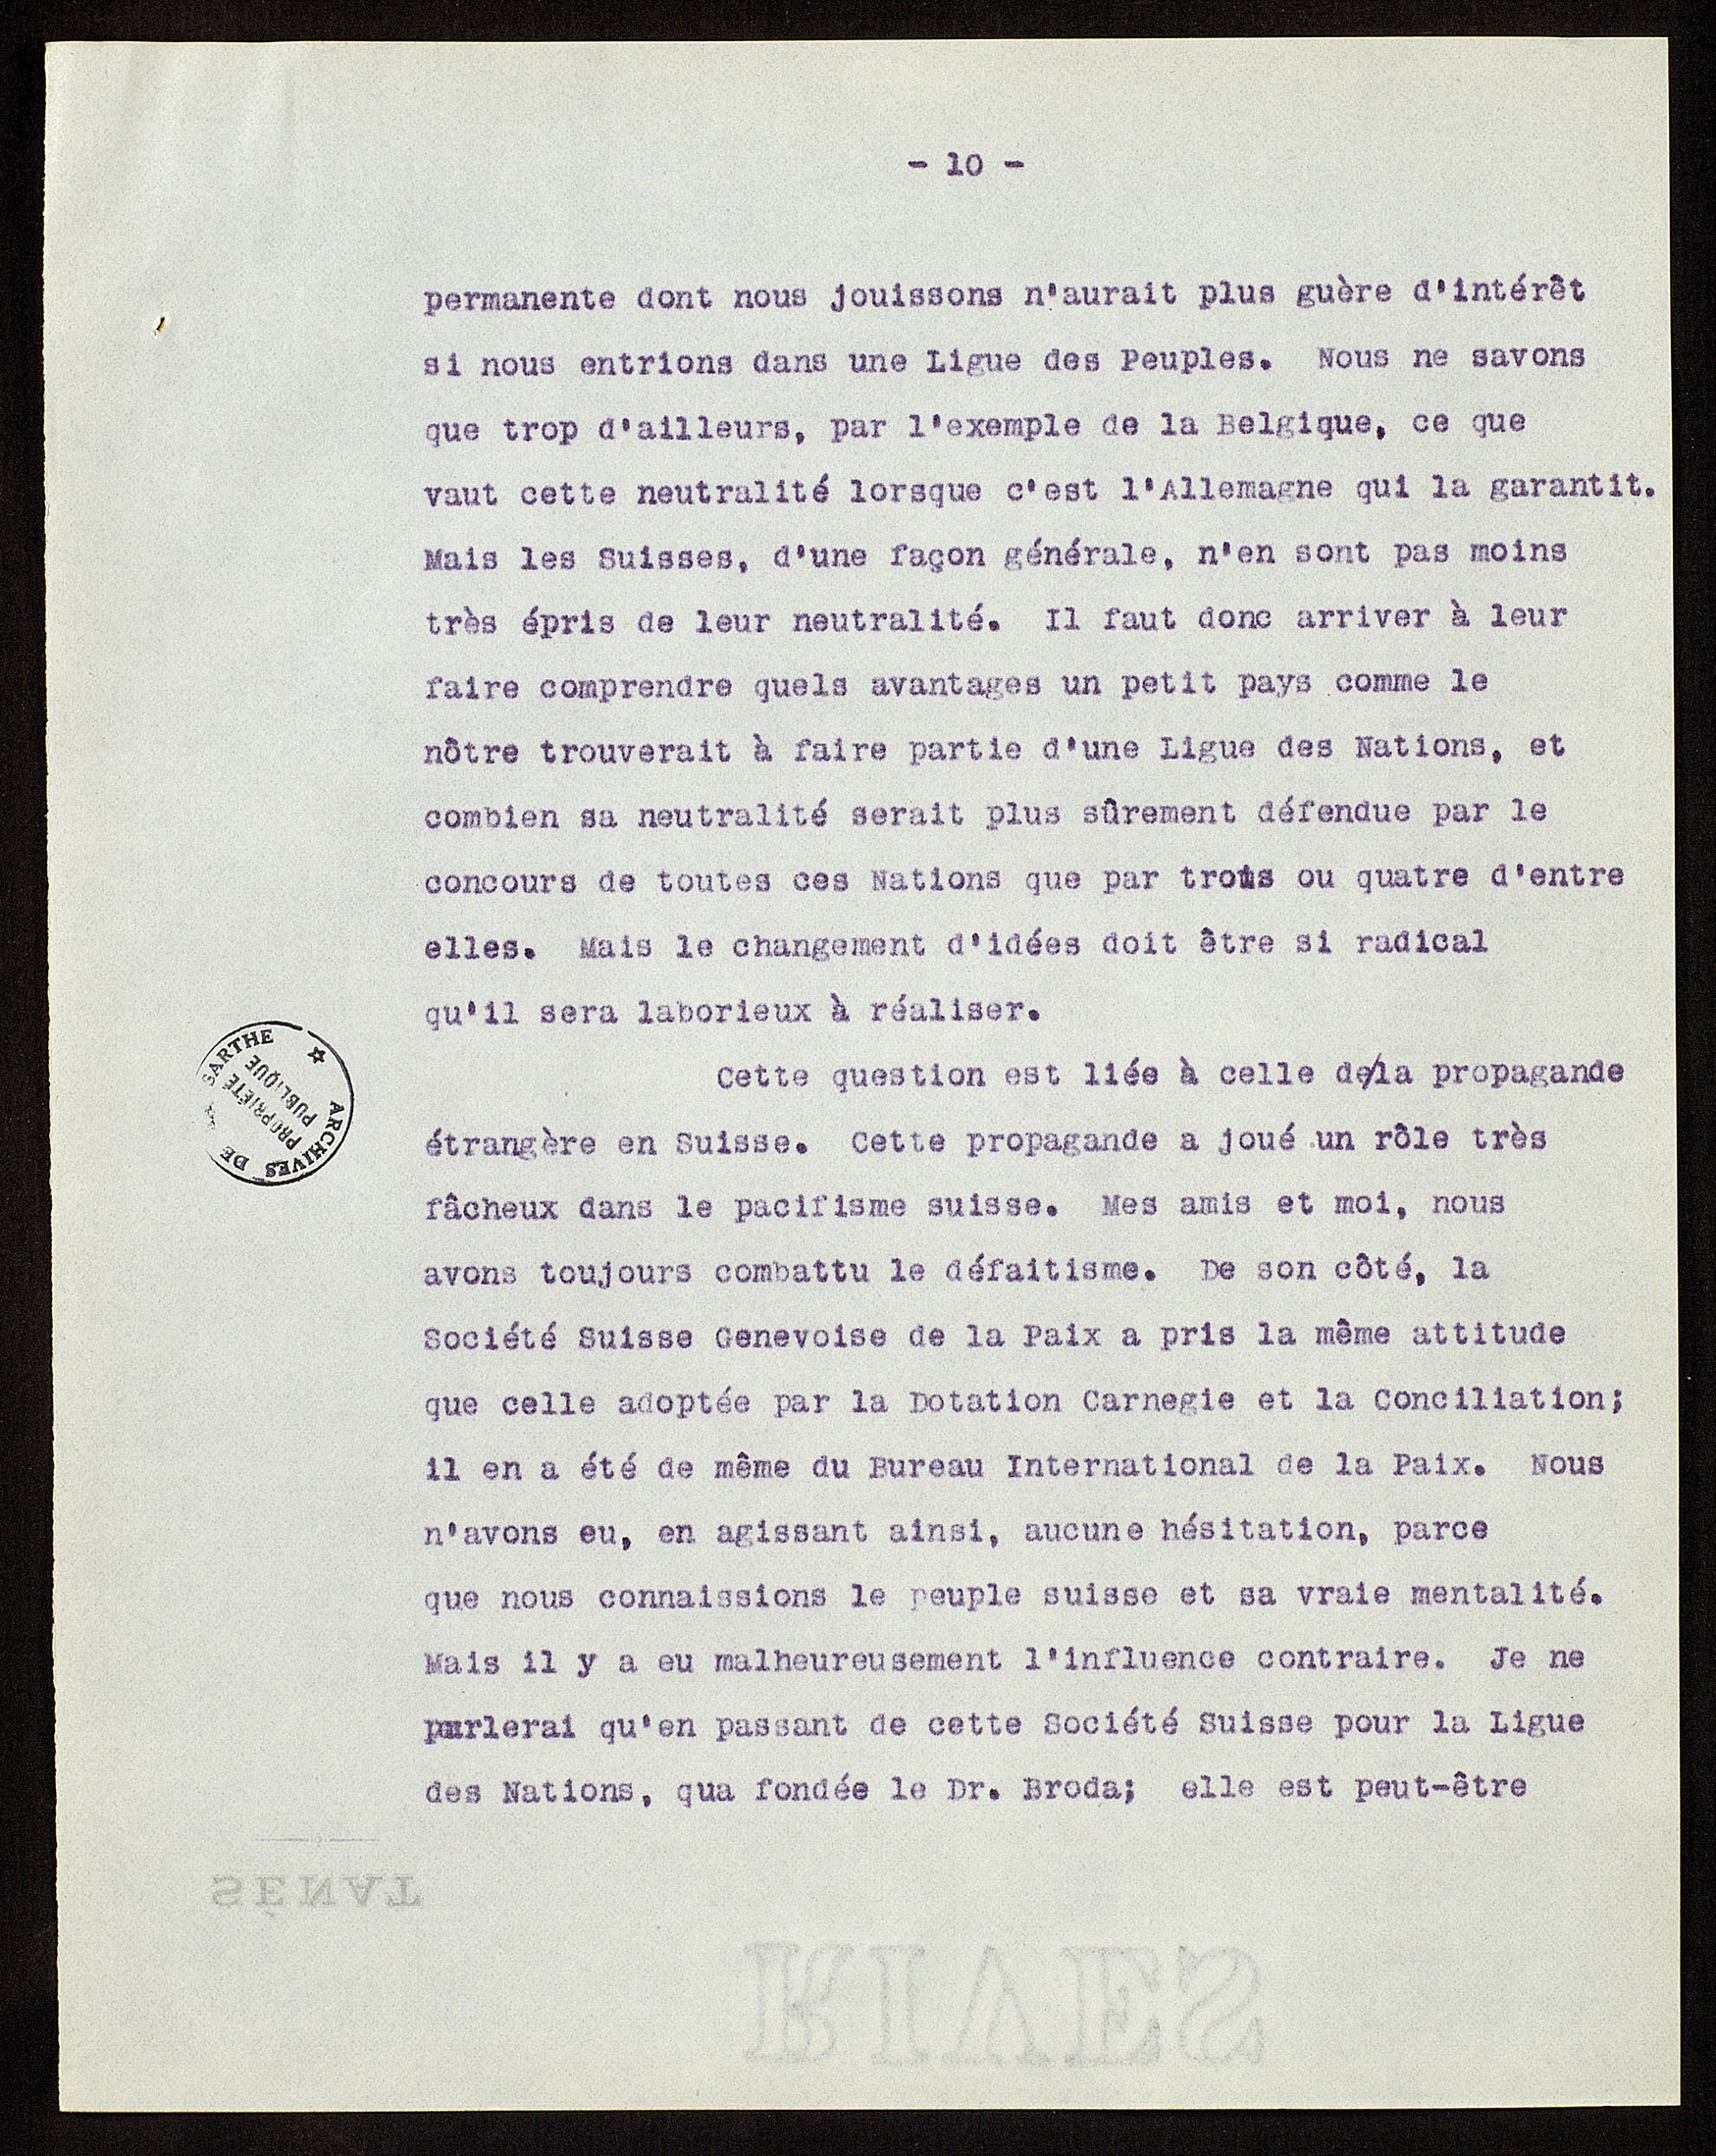 - 10 -
permanente dont nous jouissons n'aurait plus guère d'intérêt
si nous entrions dans une Ligue des Peuples. Nous ne savons
que trop d'ailleurs, par l'exemple de la Belgique, ce que
vaut cette neutralité lorsque c'est l'Allemagne qui la garantit.
Mais les Suisses, d'une façon générale, n'en sont pas moins
très épris de leur neutralité. Il faut donc arriver à leur
faire comprendre quels avantages un petit pays comme le
nôtre trouverait à faire partie d'une Ligue des Nations, et
combien sa neutralité serait plus sûrement défendue par le
concours de toutes ces Nations que par trois ou quatre d'entre
elles. Mais le changement d'idées doit être si radical
qu'il sera laborieux à réaliser.
Cette question est liée à celle de/la propagande
étrangère en Suisse. Cette propagande a joué un rôle très
fâcheux dans le pacifisme suisse. Mes amis et moi, nous
avons toujours combattu le défaitisme. De son côté, la
Société Suisse Genevoise de la Paix a pris la même attitude
que celle adoptée par la Dotation Carnegie et la Conciliation;
il en a été de même du Bureau International de la Paix. Nous
n'avons eu, en agissant ainsi, aucune hésitation, parce
que nous connaissions le peuple suisse et sa vraie mentalité.
Mais il y a eu malheureusement l'influence contraire. Je ne
parlerai qu'en passant de cette Société Suisse pour la Ligue
des Nations, qua fondée le Dr. Broda; elle est peut-être
ARCHIVES DE
SARTHE
PROPRIÉTÉ
PUBLIQUE
SÉNAT
RIVES